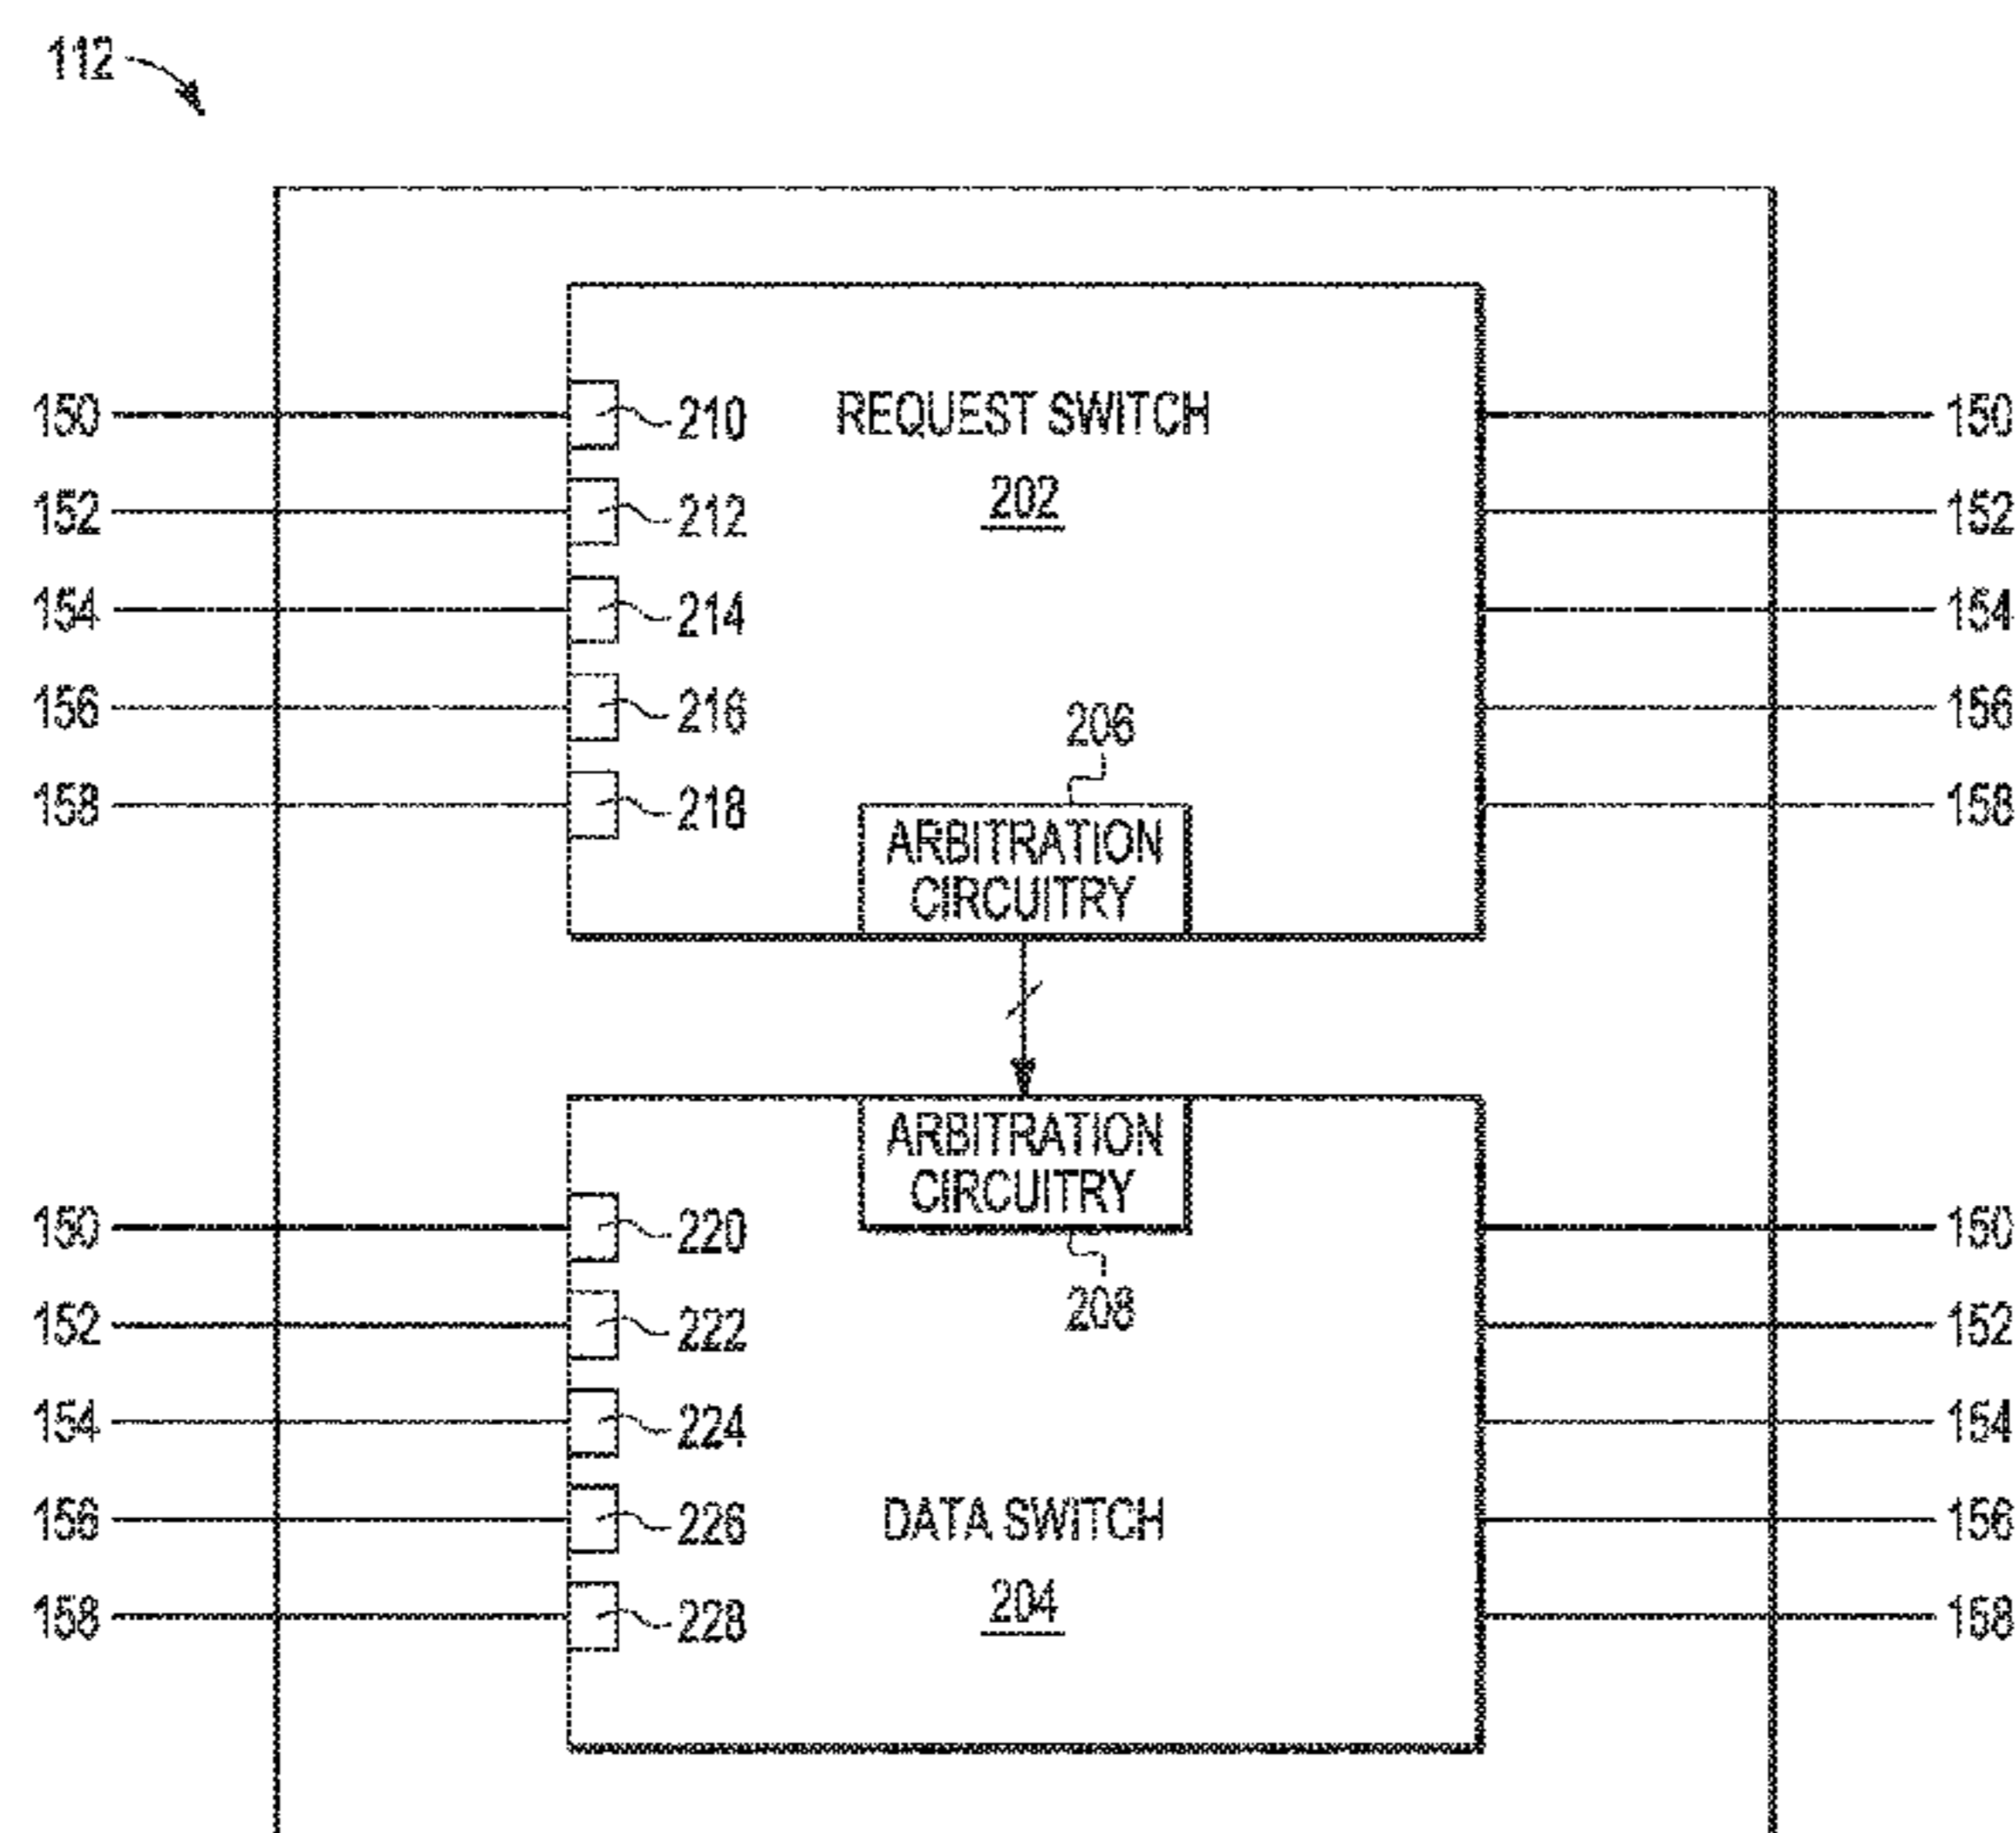 112
150 210 REQUEST SWITCH 150
152 212 202 152
154 214 154
156 216 206 156
158 218 158
ARBITRATION
CIRCUITRY
ARBITRATION
CIRCUITRY
150 220 150
152 222 208 152
154 224 154
156 226 DATA SWITCH 156
158 228 204 158